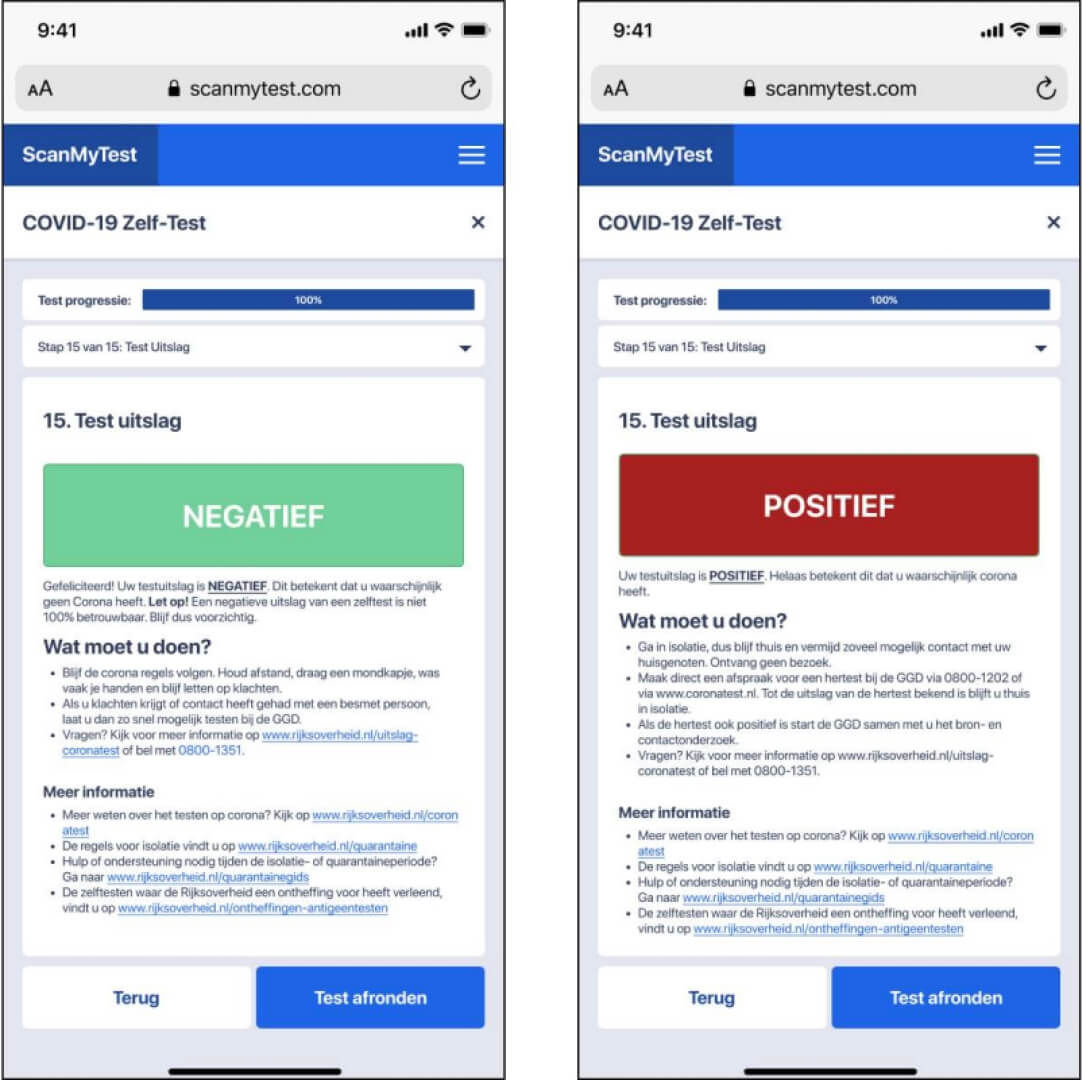 9:41
AA scanmytest.com
ScanMyTest
COVID-19 Zelf-Test
Test progressie: 100%
Stap 15 van 15: Test Uitslag
15. Test uitslag
NEGATIEF
Gefeliciteerd! Uw testuitslag is NEGATIEF. Dit betekent dat u waarschijnlijk
geen Corona heeft. Let op! Een negatieve uitslag van een zelftest is niet
100% betrouwbaar. Blijf dus voorzichtig.
Wat moet u doen?
• Blijf de corona regels volgen. Houd afstand, draag een mondkapje, was
vaak je handen en blijf letten op klachten.
• Als u klachten krijgt of contact heeft gehad met een besmet persoon,
laat u dan zo snel mogelijk testen bij de GGD.
• Vragen? Kijk voor meer informatie op www.rijksoverheid.nl/uitslag-
coronatest of bel met 0800-1351.
Meer informatie
• Meer weten over het testen op corona? Kijk op www.rijksoverheid.nl/coron
atest
• De regels voor isolatie vindt u op www.rijksoverheid.nl/quarantaine
• Hulp of ondersteuning nodig tijden de isolatie- of quarantaineperiode?
Ga naar www.rijksoverheid.nl/quarantainegids
• De zelftesten waar de Rijksoverheid een ontheffing voor heeft verleend,
vindt u op www.rijksoverheid.nl/ontheffingen-antigeentesten
Terug
Test afronden
9:41
AA scanmytest.com
ScanMyTest
COVID-19 Zelf-Test
Test progressie: 100%
Stap 15 van 15: Test Uitslag
15. Test uitslag
POSITIEF
Uw testuitslag is POSITIEF. Helaas betekent dit dat u waarschijnlijk corona
heeft.
Wat moet u doen?
• Ga in isolatie, dus blijf thuis en vermijd zoveel mogelijk contact met uw
huisgenoten. Ontvang geen bezoek.
• Maak direct een afspraak voor een hertest bij de GGD via 0800-1202 of
via www.coronatest.nl. Tot de uitslag van de hertest bekend is blijft u thuis
in isolatie.
• Als de hertest ook positief is start de GGD samen met u het bron- en
contactonderzoek.
• Vragen? Kijk voor meer informatie op www.rijksoverheid.nl/uitslag-
coronatest of bel met 0800-1351.
Meer informatie
• Meer weten over het testen op corona? Kijk op www.rijksoverheid.nl/coron
atest
• De regels voor isolatie vindt u op www.rijksoverheid.nl/quarantaine
• Hulp of ondersteuning nodig tijden de isolatie- of quarantaineperiode?
Ga naar www.rijksoverheid.nl/quarantainegids
• De zelftesten waar de Rijksoverheid een ontheffing voor heeft verleend,
vindt u op www.rijksoverheid.nl/ontheffingen-antigeentesten
Terug
Test afronden